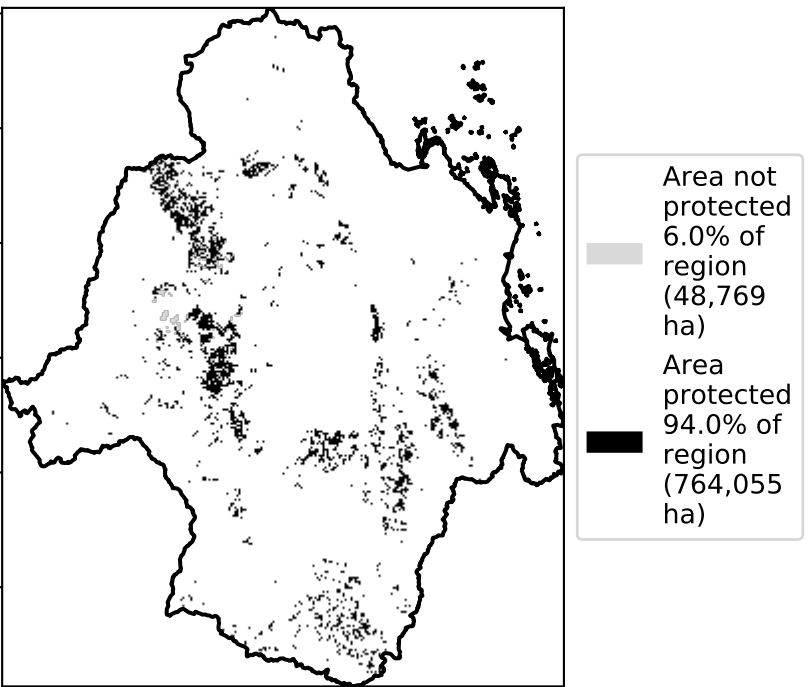 Area not
protected
6.0% of
region
(48,769
ha)
Area
protected
94.0% of
region
(764,055
ha)